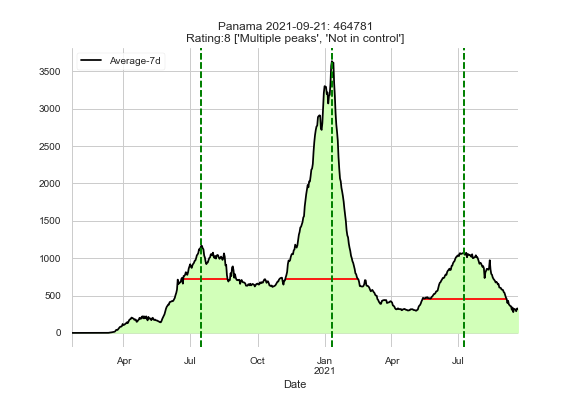 Panama 2021-09-21: 464781
Rating:8 ['Multiple peaks', 'Not in control']
Average-7d
3500
3000
2500
2000
1500
1000
500
0
Apr
Jul
Oct
Jan
2021
Apr
Jul
Date